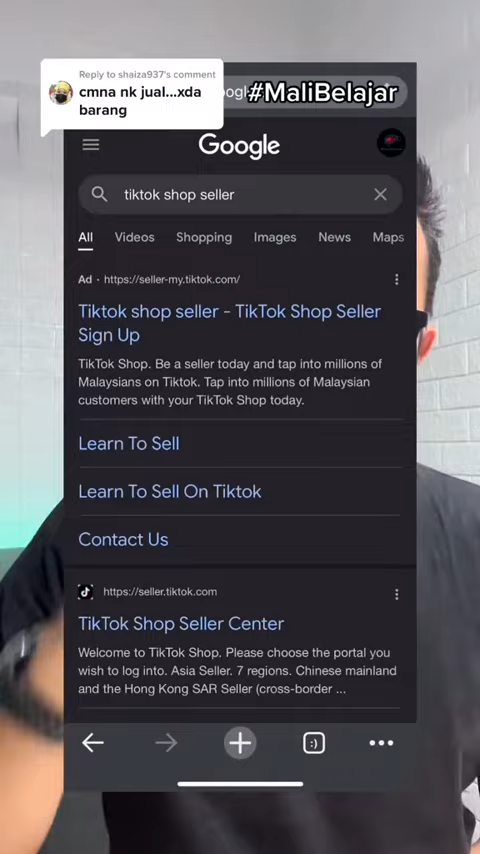 Reply to shaiza937's comment
cmna nk jual...xda
barang
#MaliBelajar
Google
tiktok shop seller
All Videos Shopping Images News Maps
Ad · https://seller-my.tiktok.com/
Tiktok shop seller - TikTok Shop Seller
Sign Up
TikTok Shop. Be a seller today and tap into millions of
Malaysians on Tiktok. Tap into millions of Malaysian
customers with your TikTok Shop today.
Learn To Sell
Learn To Sell On Tiktok
Contact Us
https://seller.tiktok.com
TikTok Shop Seller Center
Welcome to TikTok Shop. Please choose the portal you
wish to log into. Asia Seller. 7 regions. Chinese mainland
and the Hong Kong SAR Seller (cross-border ...
:)